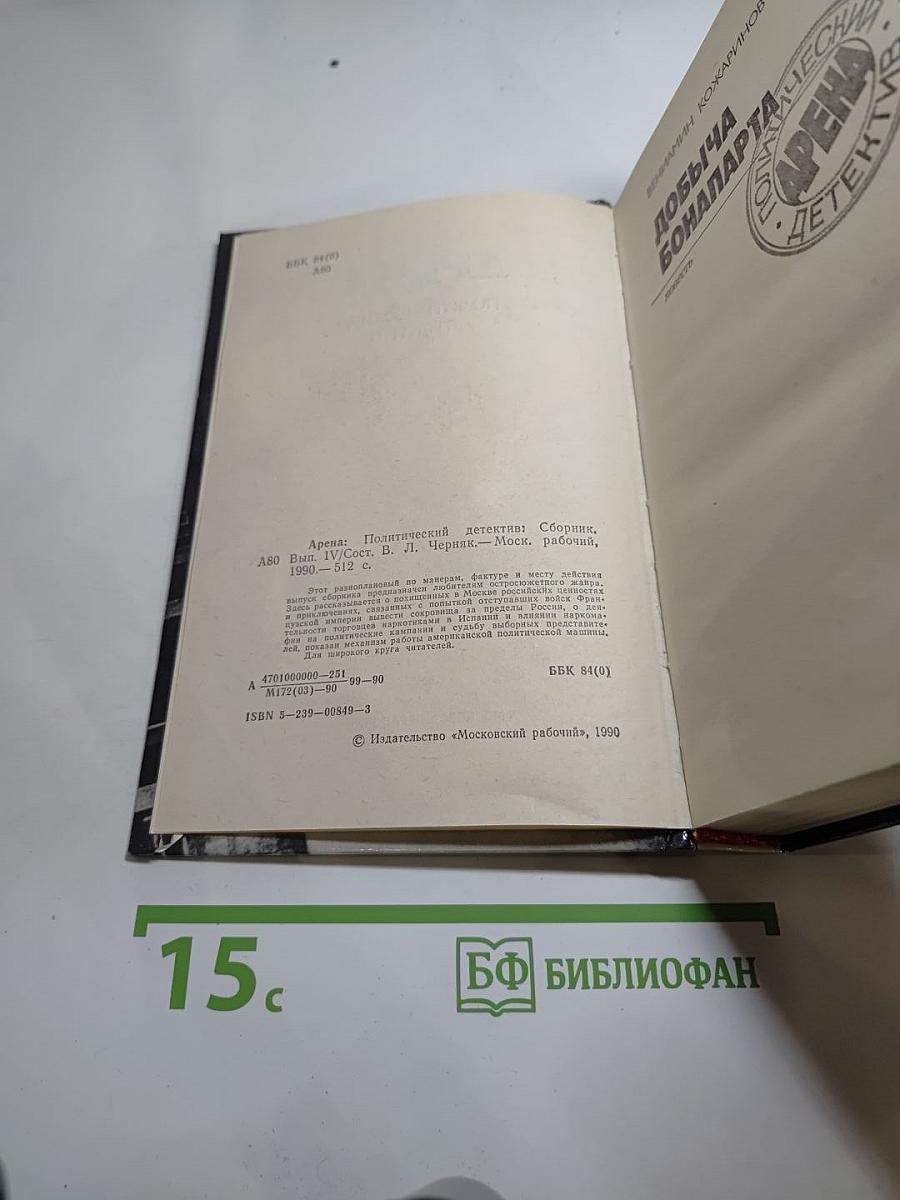 ББК 84(0)
А80
Арена: Политический детектив: Сборник.
А80 Вып. IV/Сост. В. Л. Черняк.— Моск. рабочий,
1990.— 512 с.
Этот разноплановый по манерам, фактуре и месту действия
выпуск сборника предназначен любителям остросюжетного жанра.
Здесь рассказывается о похищенных в Москве российских ценностях
и приключениях, связанных с попыткой отступавших войск Фран-
цузской империи вывести сокровища за пределы России, о дея-
тельности торговцев наркотиками в Испании и влиянии наркома-
фии на политические кампании и судьбу выборных представите-
лей, показан механизм работы американской политической машины.
Для широкого круга читателей.
А 4701000000—251
М172(03)—90 99—90
ББК 84(0)
ISBN 5—239—00849—3
© Издательство «Московский рабочий», 1990
ВЕНИАМИН КОЖАРИНОВ
ДОБЫЧА
БОНАПАРТА
повесть
ПОЛИТИЧЕСКИЙ
АРЕНА
ДЕТЕКТИВ
15 с
БФ БИБЛИОФАН